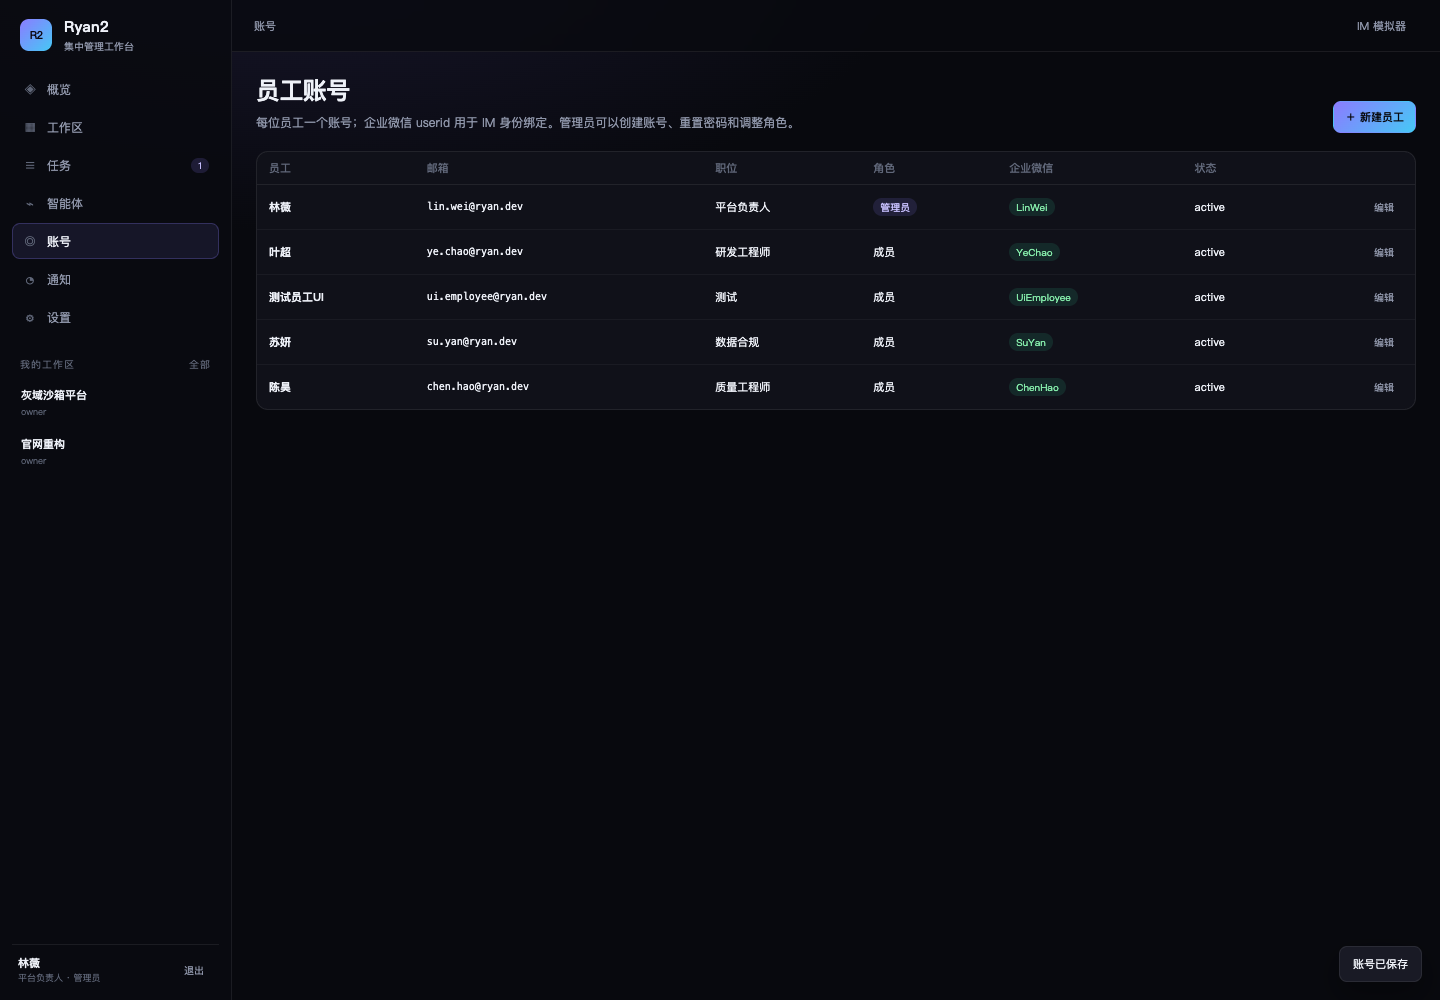 R2
Ryan2
集中管理工作台
概览
工作区
任务 1
智能体
账号
通知
设置
我的工作区 全部
灰域沙箱平台
owner
官网重构
owner
林薇
平台负责人 · 管理员
退出
账号 IM 模拟器
员工账号
每位员工一个账号；企业微信 userid 用于 IM 身份绑定。管理员可以创建账号、重置密码和调整角色。
+ 新建员工
员工 邮箱 职位 角色 企业微信 状态
林薇 lin.wei@ryan.dev 平台负责人 管理员 LinWei active 编辑
叶超 ye.chao@ryan.dev 研发工程师 成员 YeChao active 编辑
测试员工UI ui.employee@ryan.dev 测试 成员 UiEmployee active 编辑
苏妍 su.yan@ryan.dev 数据合规 成员 SuYan active 编辑
陈昊 chen.hao@ryan.dev 质量工程师 成员 ChenHao active 编辑
账号已保存